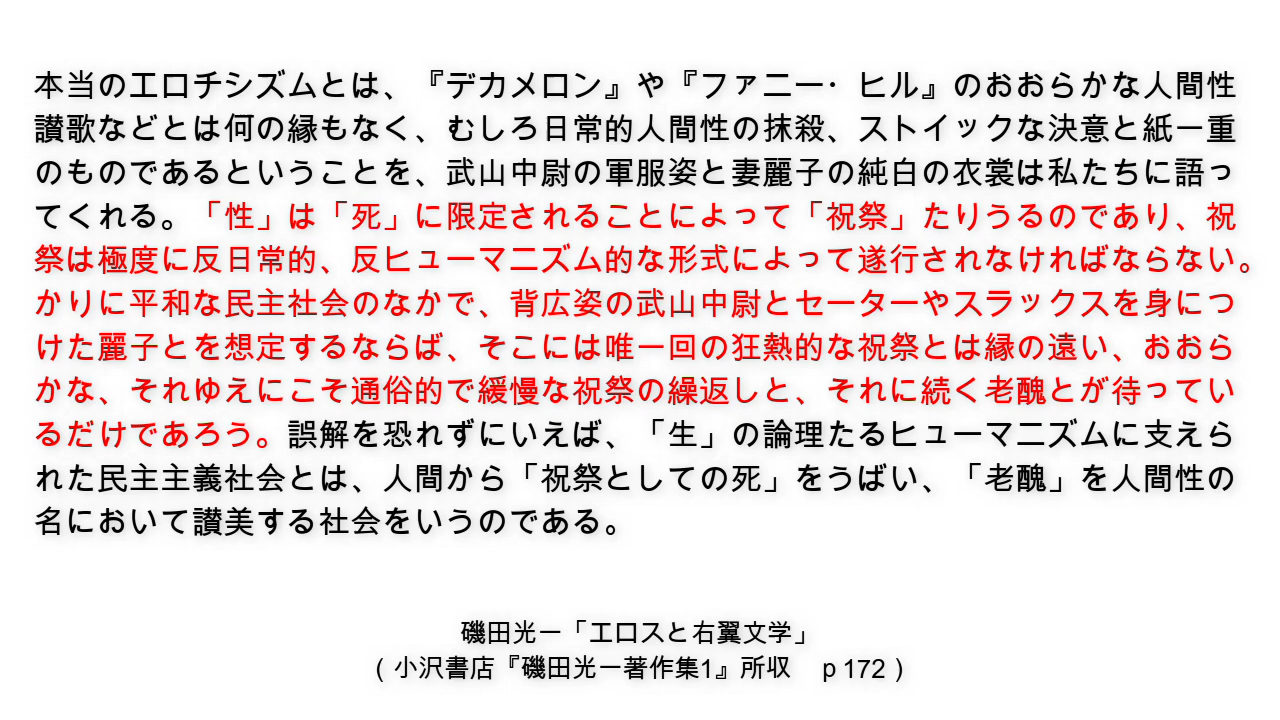 本当のエロチシズムとは、『デカメロン』や『ファニー・ヒル』のおおらかな人間性
讃歌などとは何の縁もなく、むしろ日常的人間性の抹殺、ストイックな決意と紙一重
のものであるということを、武山中尉の軍服姿と妻麗子の純白の衣裳は私たちに語っ
てくれる。「性」は「死」に限定されることによって「祝祭」たりうるのであり、祝
祭は極度に反日常的、反ヒューマニズム的な形式によって遂行されなければならない。
かりに平和な民主社会のなかで、背広姿の武山中尉とセーターやスラックスを身につ
けた麗子とを想定するならば、そこには唯一回の狂熱的な祝祭とは縁の遠い、おおら
かな、それゆえにこそ通俗的で緩慢な祝祭の繰返しと、それに続く老醜とが待ってい
るだけであろう。誤解を恐れずにいえば、「生」の論理たるヒューマニズムに支えら
れた民主主義社会とは、人間から「祝祭としての死」をうばい、「老醜」を人間性の
名において讃美する社会をいうのである。
磯田光一「エロスと右翼文学」
（小沢書店『磯田光一著作集1』所収　ｐ172）